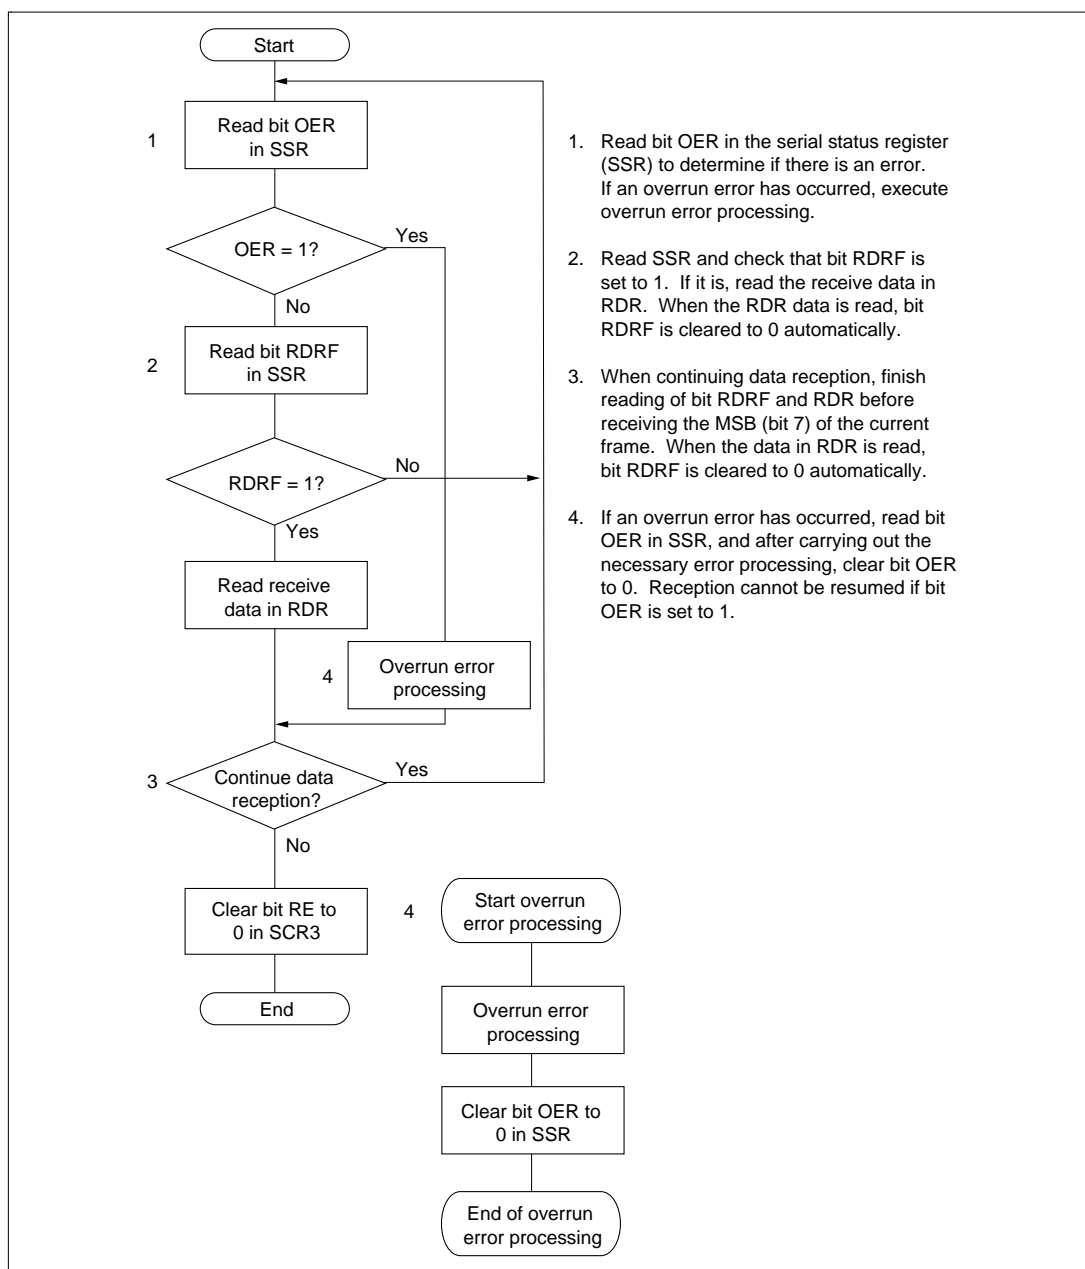 Start
1
Read bit OER
in SSR
OER = 1?
Yes
No
2
Read bit RDRF
in SSR
RDRF = 1?
No
Yes
Read receive
data in RDR
4
Overrun error
processing
3
Continue data
reception?
Yes
No
Clear bit RE to
0 in SCR3
End
4
Start overrun
error processing
Overrun error
processing
Clear bit OER to
0 in SSR
End of overrun
error processing
1. Read bit OER in the serial status register
(SSR) to determine if there is an error.
If an overrun error has occurred, execute
overrun error processing.
2. Read SSR and check that bit RDRF is
set to 1. If it is, read the receive data in
RDR. When the RDR data is read, bit
RDRF is cleared to 0 automatically.
3. When continuing data reception, finish
reading of bit RDRF and RDR before
receiving the MSB (bit 7) of the current
frame. When the data in RDR is read,
bit RDRF is cleared to 0 automatically.
4. If an overrun error has occurred, read bit
OER in SSR, and after carrying out the
necessary error processing, clear bit OER
to 0. Reception cannot be resumed if bit
OER is set to 1.